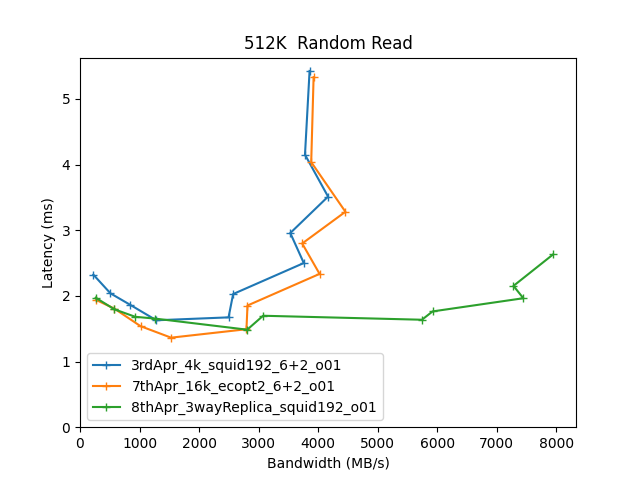 512K  Random Read
Latency (ms)
5
4
3
2
1
0
3rdApr_4k_squid192_6+2_o01
7thApr_16k_ecopt2_6+2_o01
8thApr_3wayReplica_squid192_o01
0 1000 2000 3000 4000 5000 6000 7000 8000
Bandwidth (MB/s)